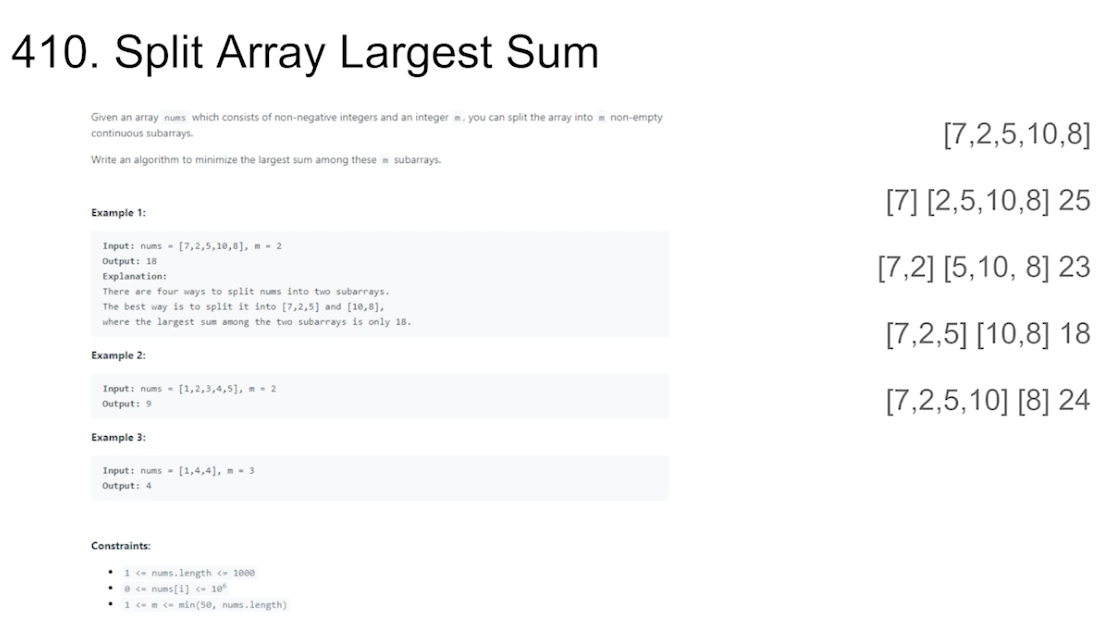 410. Split Array Largest Sum
Given an array nums which consists of non-negative integers and an integer m, you can split the array into m non-empty
continuous subarrays.
Write an algorithm to minimize the largest sum among these m subarrays.
Example 1:
Input: nums = [7,2,5,10,8], m = 2
Output: 18
Explanation:
There are four ways to split nums into two subarrays.
The best way is to split it into [7,2,5] and [10,8],
where the largest sum among the two subarrays is only 18.
Example 2:
Input: nums = [1,2,3,4,5], m = 2
Output: 9
Example 3:
Input: nums = [1,4,4], m = 3
Output: 4
Constraints:
• 1 <= nums.length <= 1000
• 0 <= nums[i] <= 10⁶
• 1 <= m <= min(50, nums.length)
[7,2,5,10,8]
[7] [2,5,10,8] 25
[7,2] [5,10, 8] 23
[7,2,5] [10,8] 18
[7,2,5,10] [8] 24